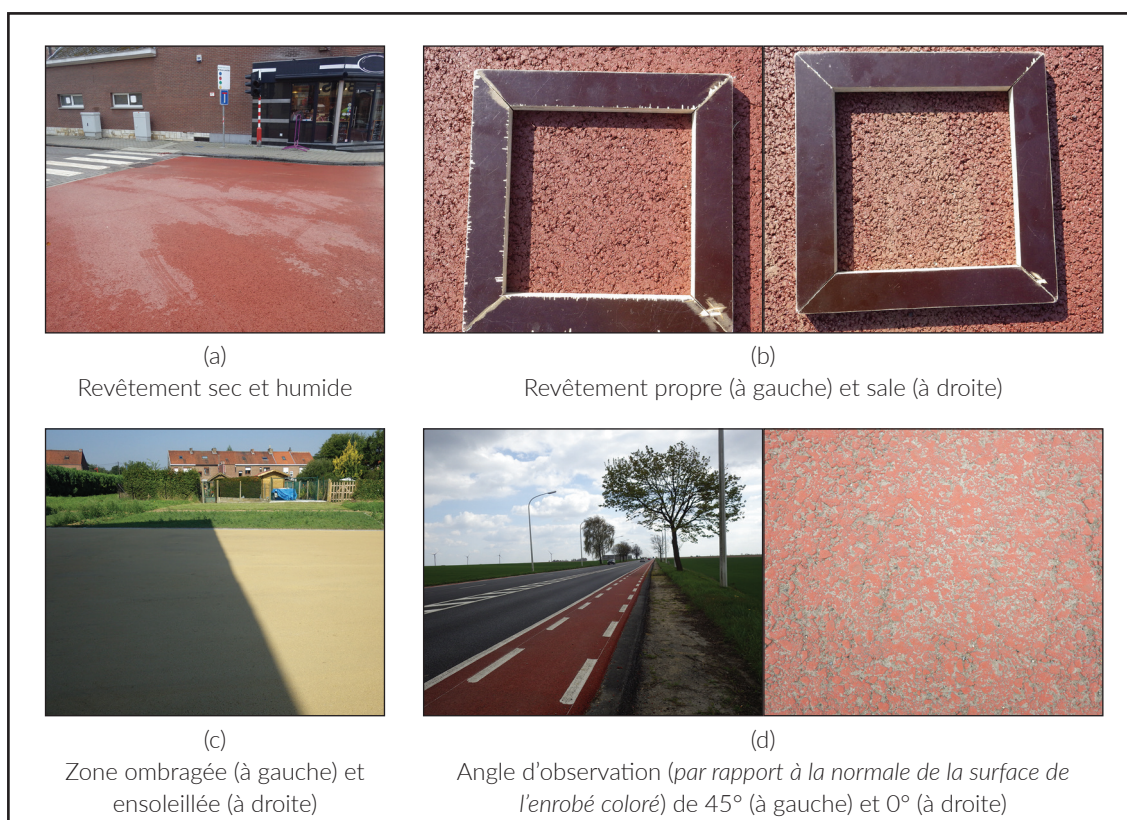 (a)
Revêtement sec et humide
(b)
Revêtement propre (à gauche) et sale (à droite)
(c)
Zone ombragée (à gauche) et
ensoleillée (à droite)
(d)
Angle d'observation (par rapport à la normale de la surface de
l'enrobé coloré) de 45° (à gauche) et 0° (à droite)